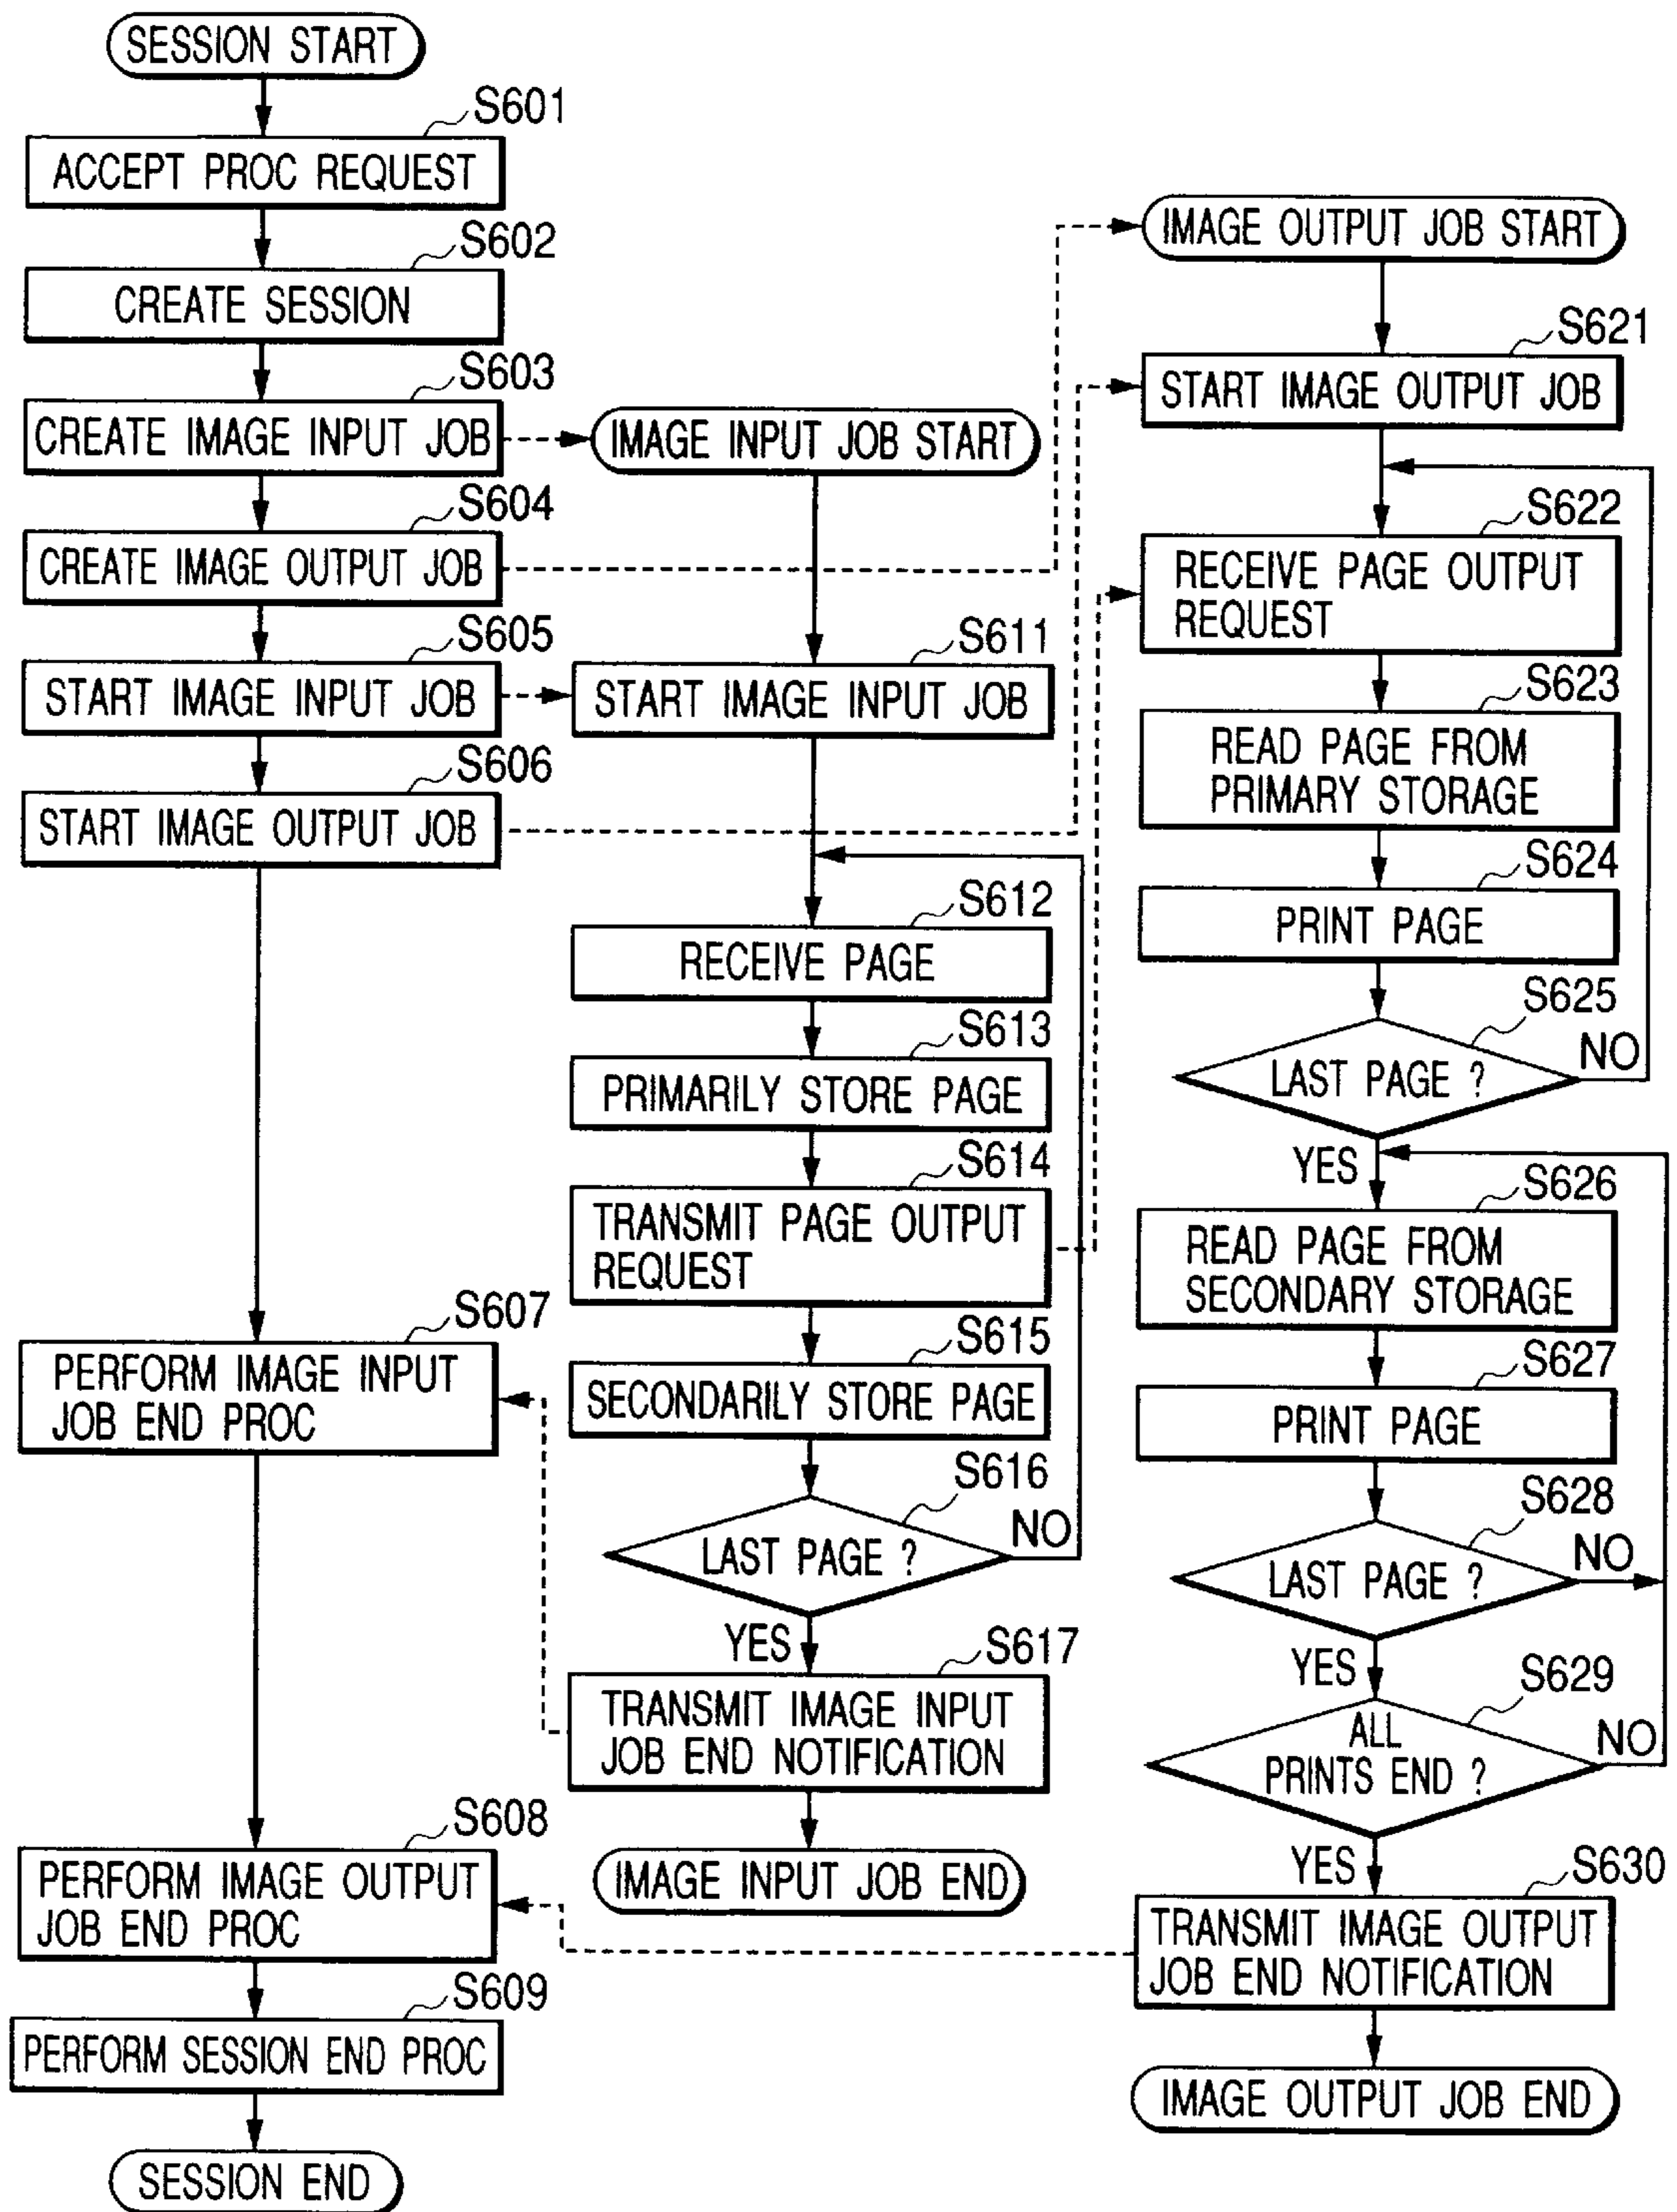 SESSION START
S601
ACCEPT PROC REQUEST
S602
CREATE SESSION
S603
CREATE IMAGE INPUT JOB
S604
CREATE IMAGE OUTPUT JOB
S605
START IMAGE INPUT JOB
S606
START IMAGE OUTPUT JOB
S607
PERFORM IMAGE INPUT
JOB END PROC
S608
PERFORM IMAGE OUTPUT
JOB END PROC
S609
PERFORM SESSION END PROC
SESSION END
IMAGE INPUT JOB START
S611
START IMAGE INPUT JOB
S612
RECEIVE PAGE
S613
PRIMARILY STORE PAGE
S614
TRANSMIT PAGE OUTPUT
REQUEST
S615
SECONDARILY STORE PAGE
S616
LAST PAGE ?
NO
YES
S617
TRANSMIT IMAGE INPUT
JOB END NOTIFICATION
IMAGE INPUT JOB END
IMAGE OUTPUT JOB START
S621
START IMAGE OUTPUT JOB
S622
RECEIVE PAGE OUTPUT
REQUEST
S623
READ PAGE FROM
PRIMARY STORAGE
S624
PRINT PAGE
S625
LAST PAGE ?
NO
YES
S626
READ PAGE FROM
SECONDARY STORAGE
S627
PRINT PAGE
S628
LAST PAGE ?
NO
YES
S629
ALL
PRINTS END ?
NO
YES
S630
TRANSMIT IMAGE OUTPUT
JOB END NOTIFICATION
IMAGE OUTPUT JOB END